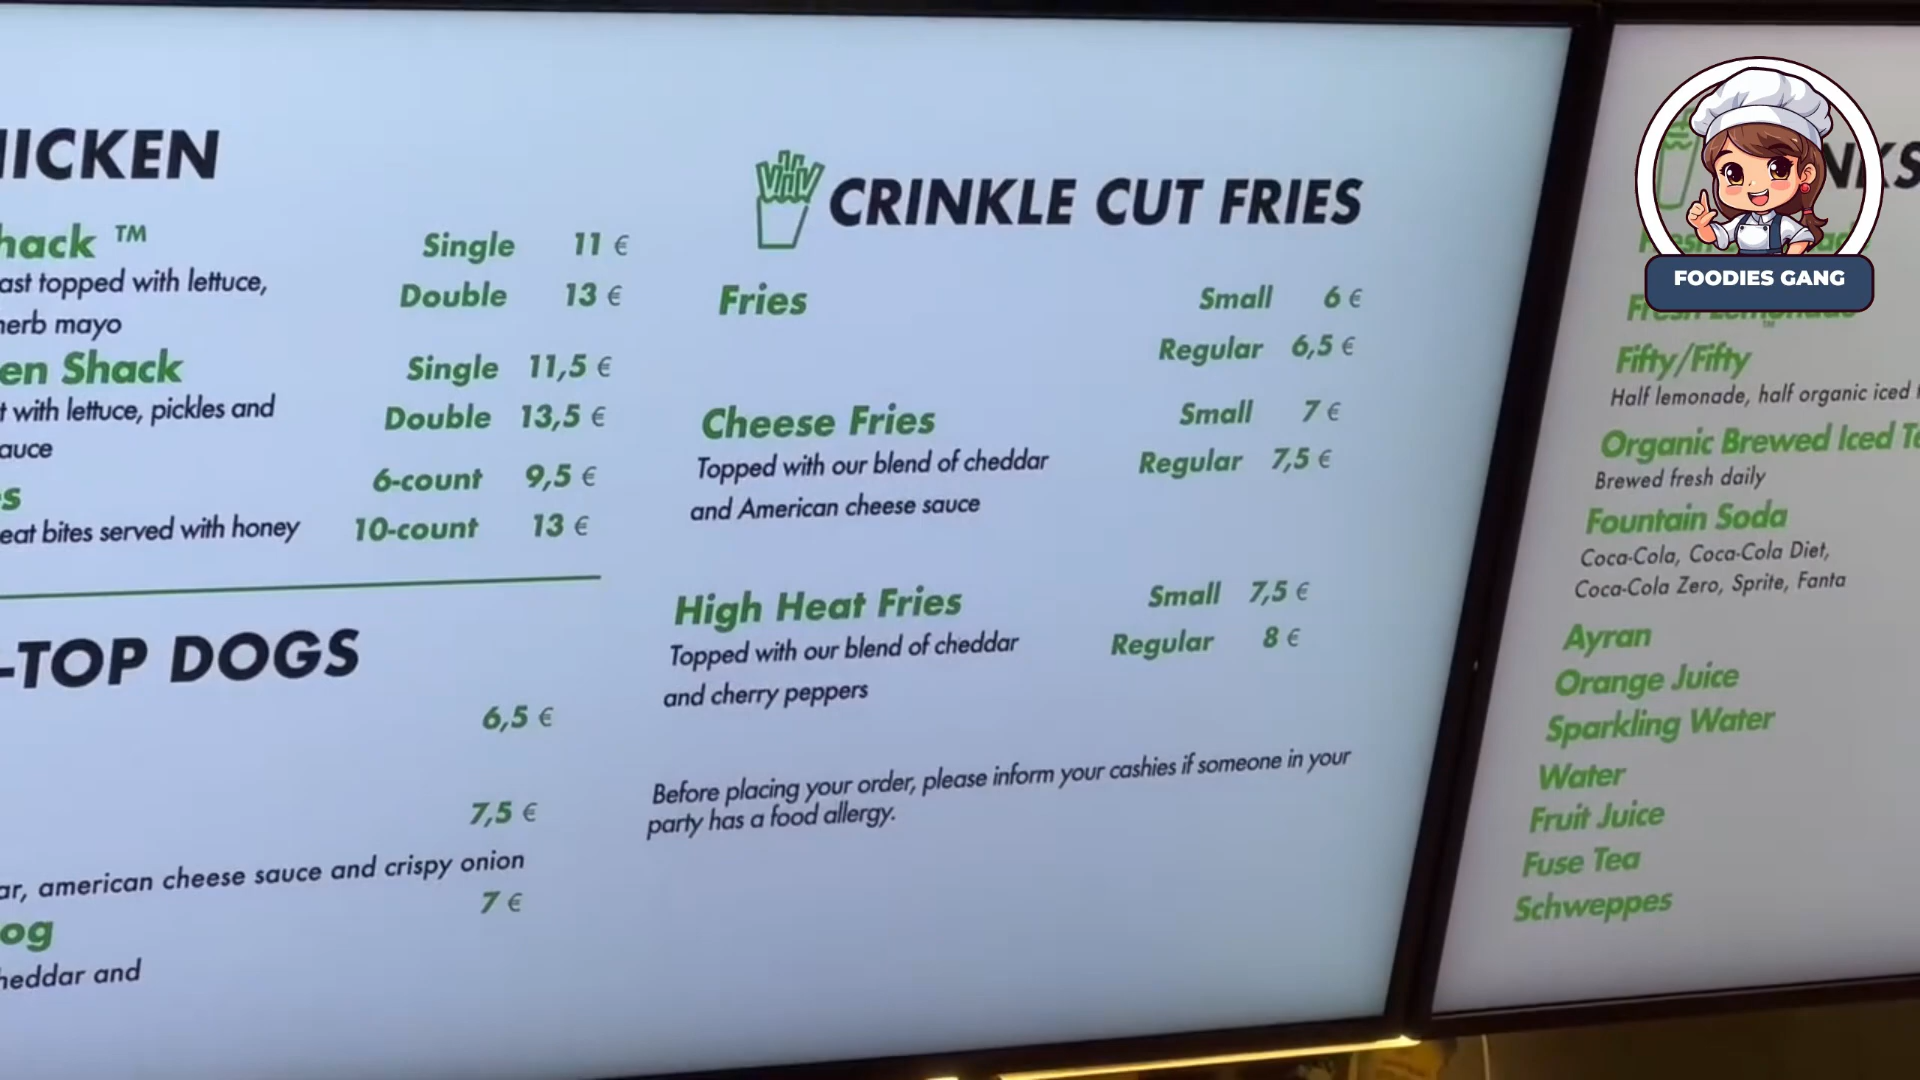 HICKEN
hack ™
Single 11 €
ast topped with lettuce,
Double 13 €
herb mayo
en Shack
Single 11,5 €
t with lettuce, pickles and
Double 13,5 €
auce
6-count 9,5 €
s
eat bites served with honey
10-count 13 €
-TOP DOGS
6,5 €
7,5 €
ar, american cheese sauce and crispy onion
7 €
og
heddar and
CRINKLE CUT FRIES
Fries
Small 6 €
Regular 6,5 €
Cheese Fries
Small 7 €
Topped with our blend of cheddar
Regular 7,5 €
and American cheese sauce
High Heat Fries
Small 7,5 €
Topped with our blend of cheddar
Regular 8 €
and cherry peppers
Before placing your order, please inform your cashies if someone in your
party has a food allergy.
FOODIES GANG
NKS
Fifty/Fifty
Half lemonade, half organic iced
Organic Brewed Iced
Brewed fresh daily
Fountain Soda
Coca-Cola, Coca-Cola Diet,
Coca-Cola Zero, Sprite, Fanta
Ayran
Orange Juice
Sparkling Water
Water
Fruit Juice
Fuse Tea
Schweppes